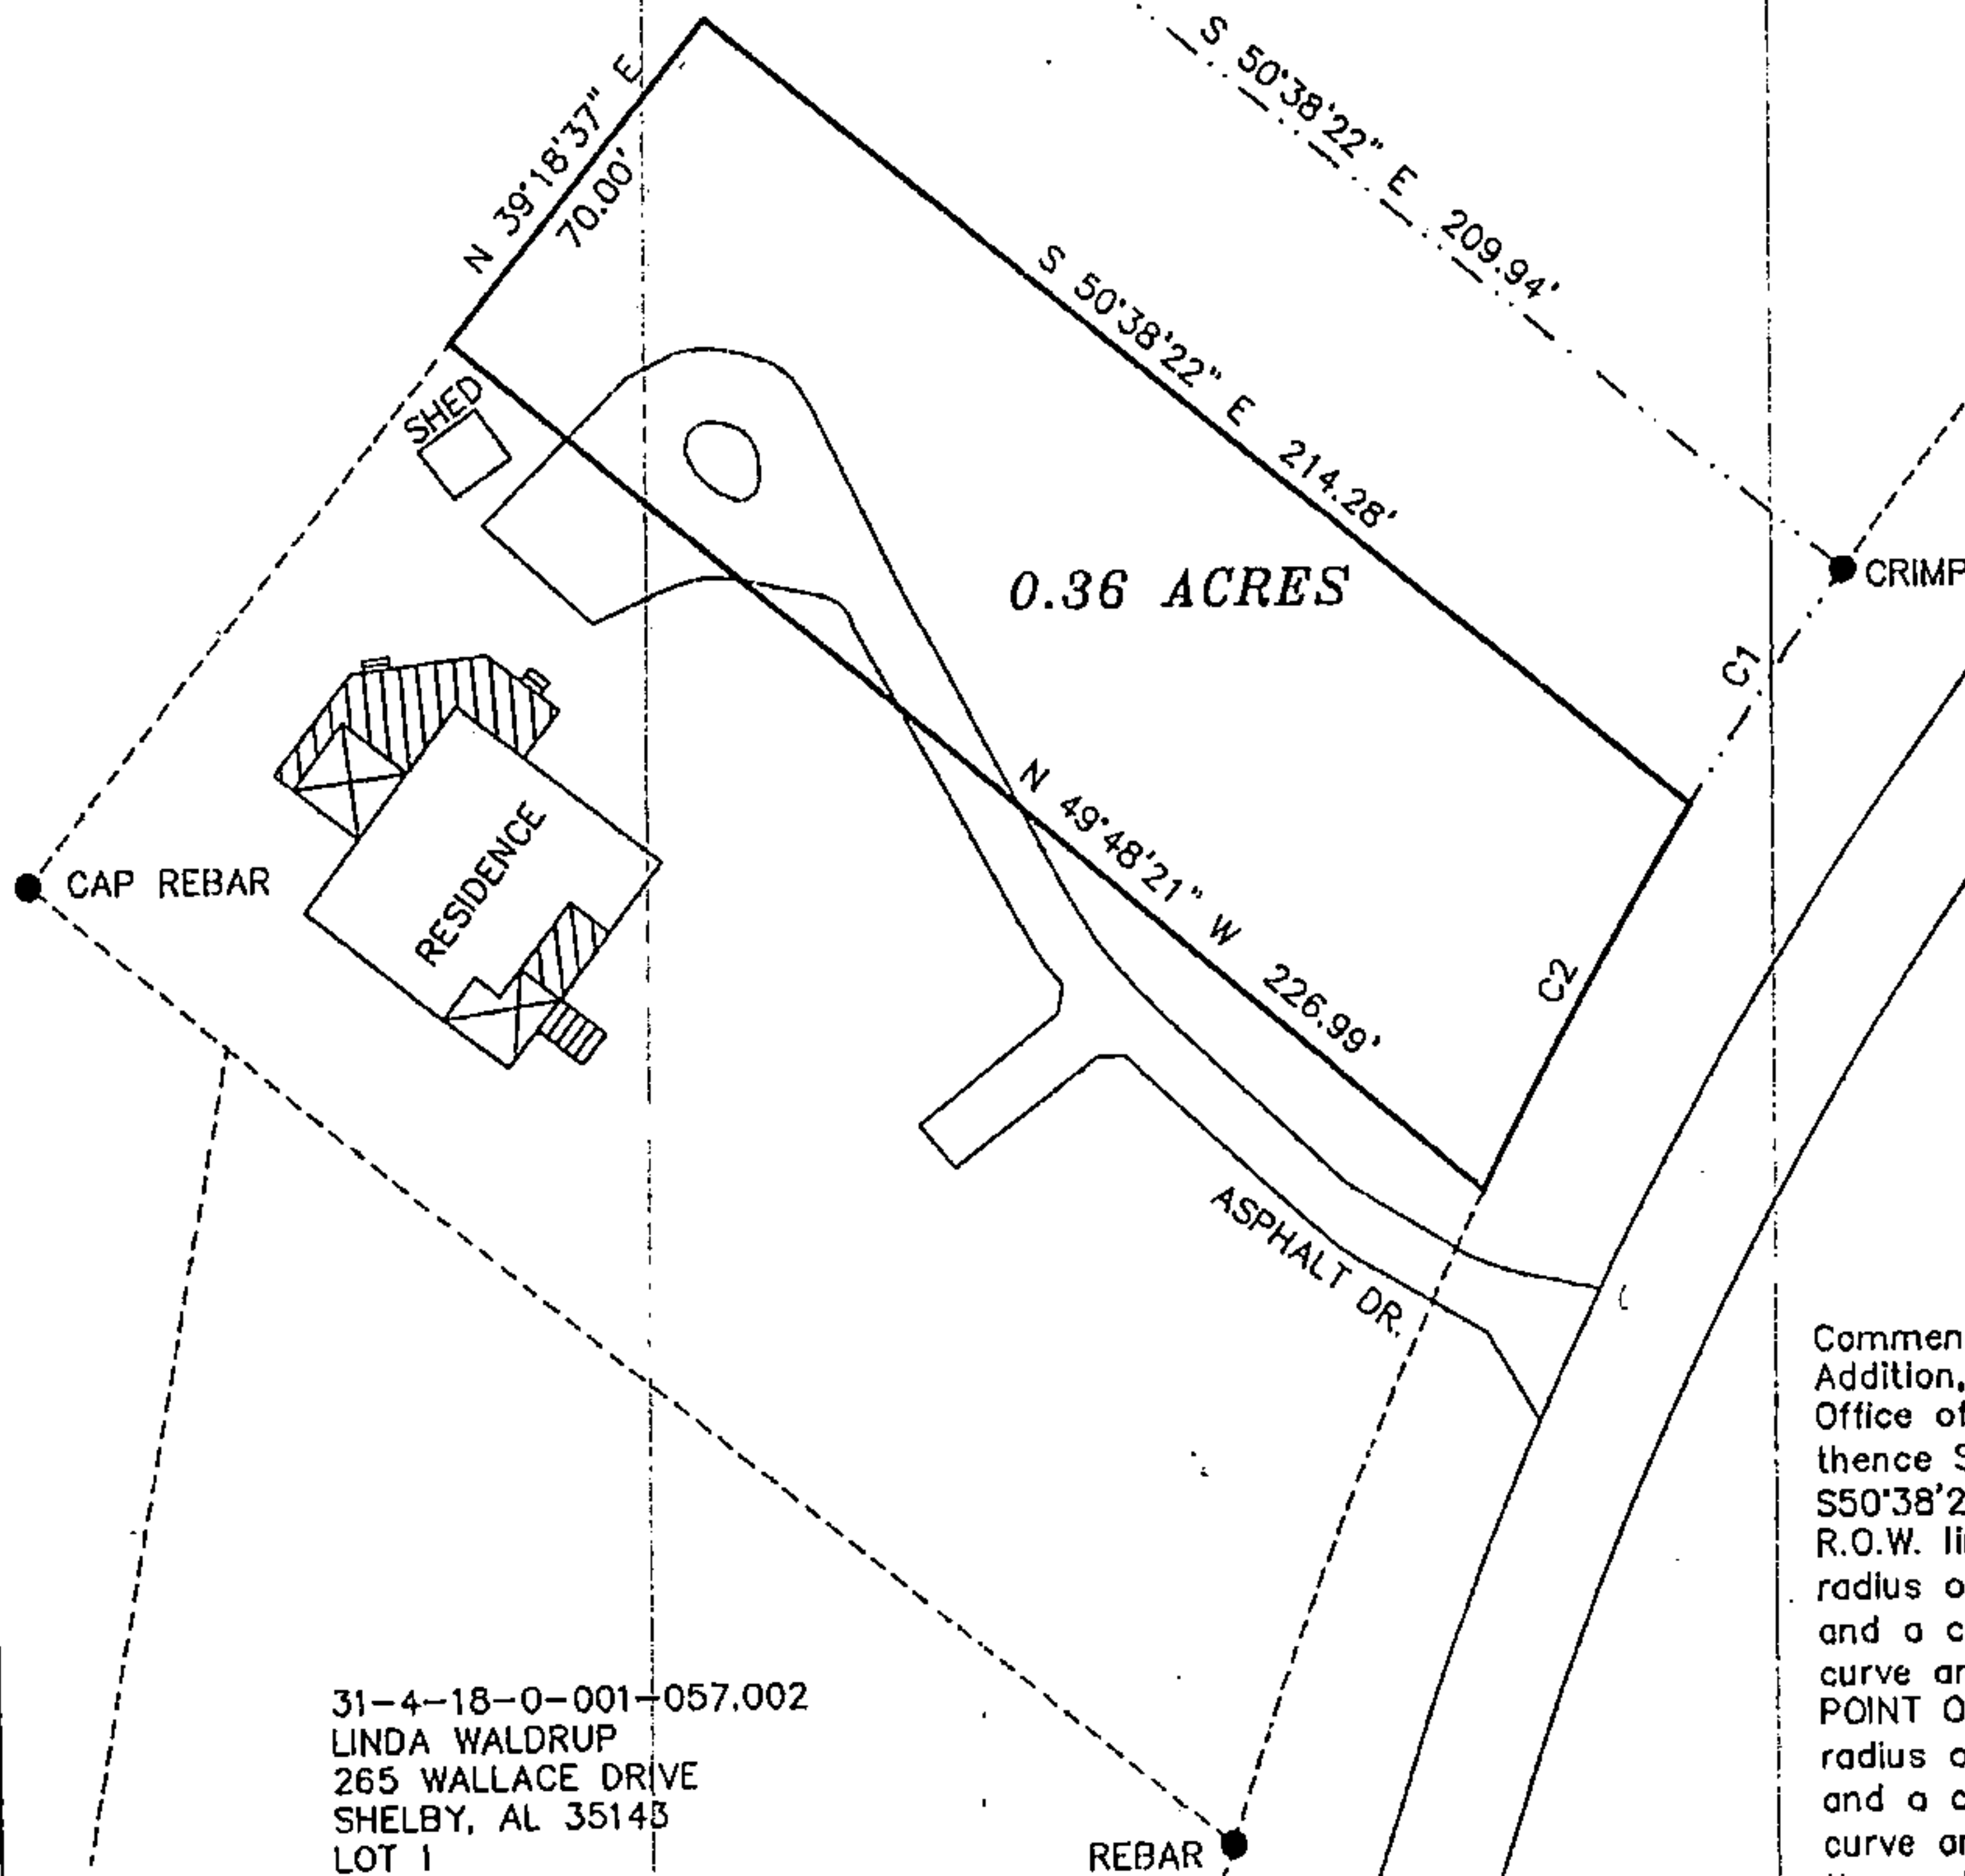 N 39°18'37" E
70.00'
S 50°38'22" E 209.94'
S 50°38'22" E 214.28'
SHED
0.36 ACRES
CRIMP
C1
N 49°48'21" W 226.99'
CAP REBAR
RESIDENCE
C2
ASPHALT DR.
31-4-18-0-001-057.002
LINDA WALDRUP
265 WALLACE DRIVE
SHELBY, AL 35143
LOT 1
REBAR
Commen
Addition,
Office of
thence S
S50°38'2
R.O.W. li
radius o
and a c
curve ar
POINT O
radius o
and a c
curve ar